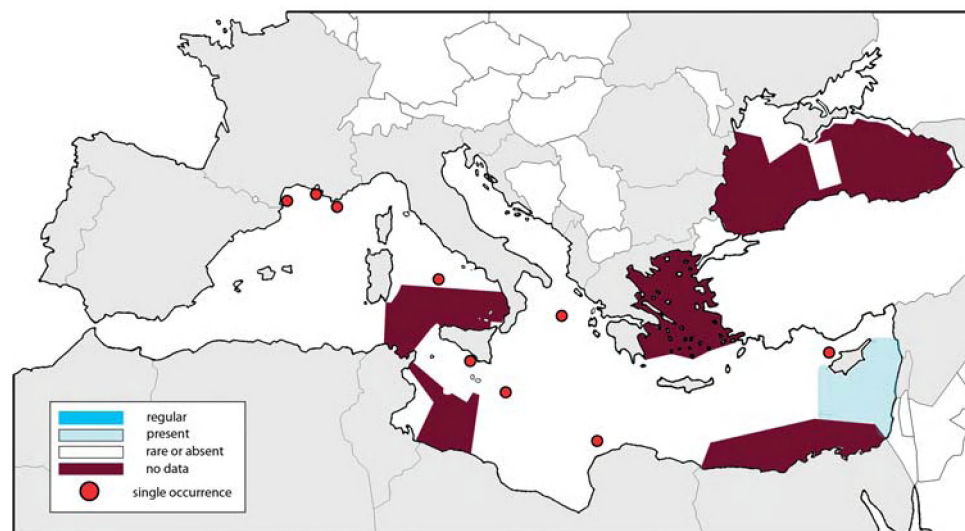 regular
present
rare or absent
no data
single occurrence